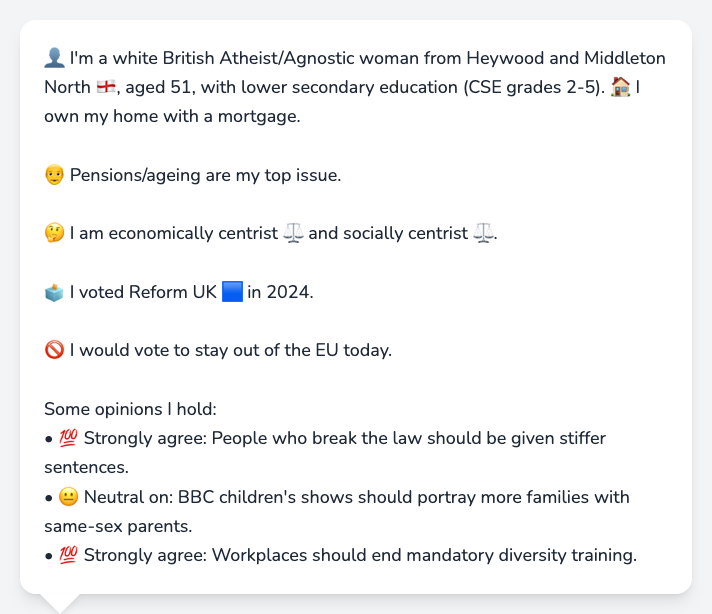 👤 I'm a white British Atheist/Agnostic woman from Heywood and Middleton
North 🏴󠁧󠁢󠁥󠁮󠁧󠁿, aged 51, with lower secondary education (CSE grades 2-5). 🏠 I
own my home with a mortgage.
🧓 Pensions/ageing are my top issue.
🤔 I am economically centrist ⚖️ and socially centrist ⚖️.
🗳️ I voted Reform UK 🟦 in 2024.
🚫 I would vote to stay out of the EU today.
Some opinions I hold:
• 💯 Strongly agree: People who break the law should be given stiffer
sentences.
• 😐 Neutral on: BBC children's shows should portray more families with
same-sex parents.
• 💯 Strongly agree: Workplaces should end mandatory diversity training.